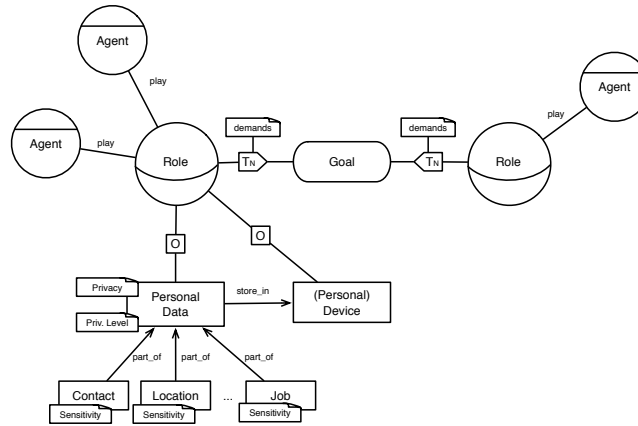 Agent
Agent
play
play
Agent
play
demands
demands
Role
TN
Goal
TN
Role
O
O
Privacy
Personal
Data
Priv. Level
store_in
(Personal)
Device
part_of
part_of
part_of
Contact
Location
...
Job
Sensitivity
Sensitivity
Sensitivity